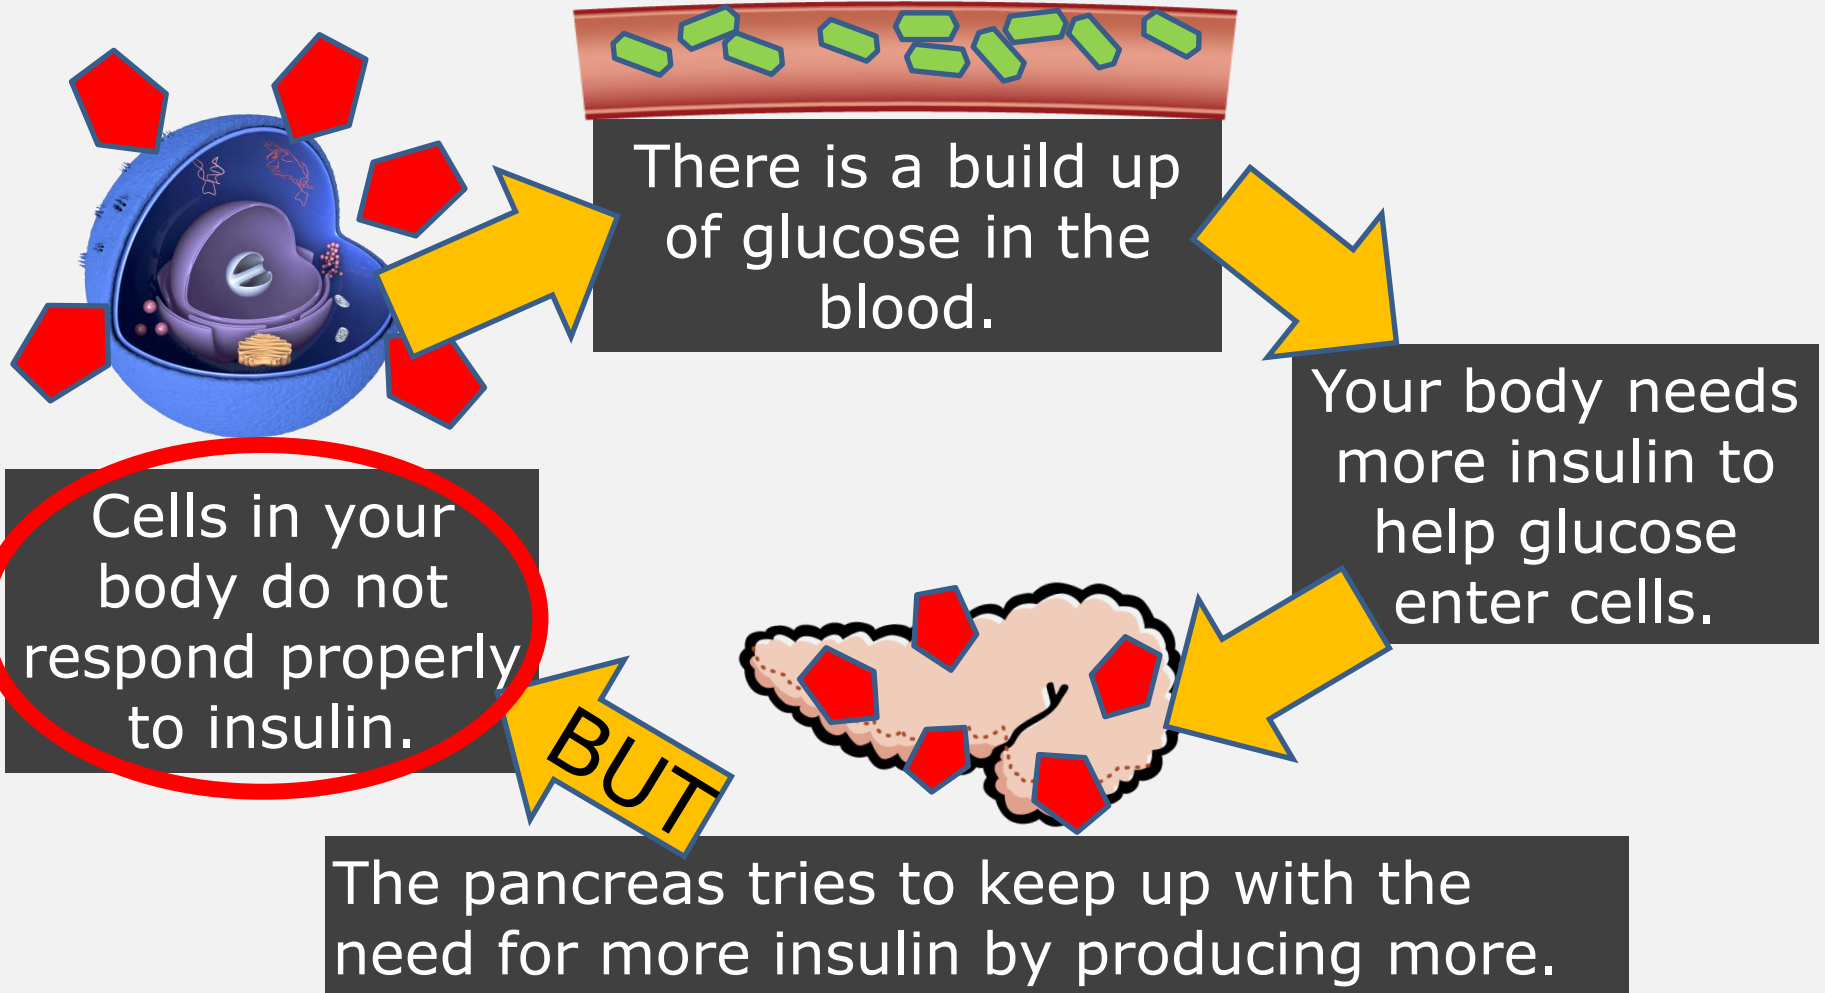 There is a build up
of glucose in the
blood.
Your body needs
more insulin to
help glucose
enter cells.
The pancreas tries to keep up with the
need for more insulin by producing more.
BUT
Cells in your
body do not
respond properly
to insulin.